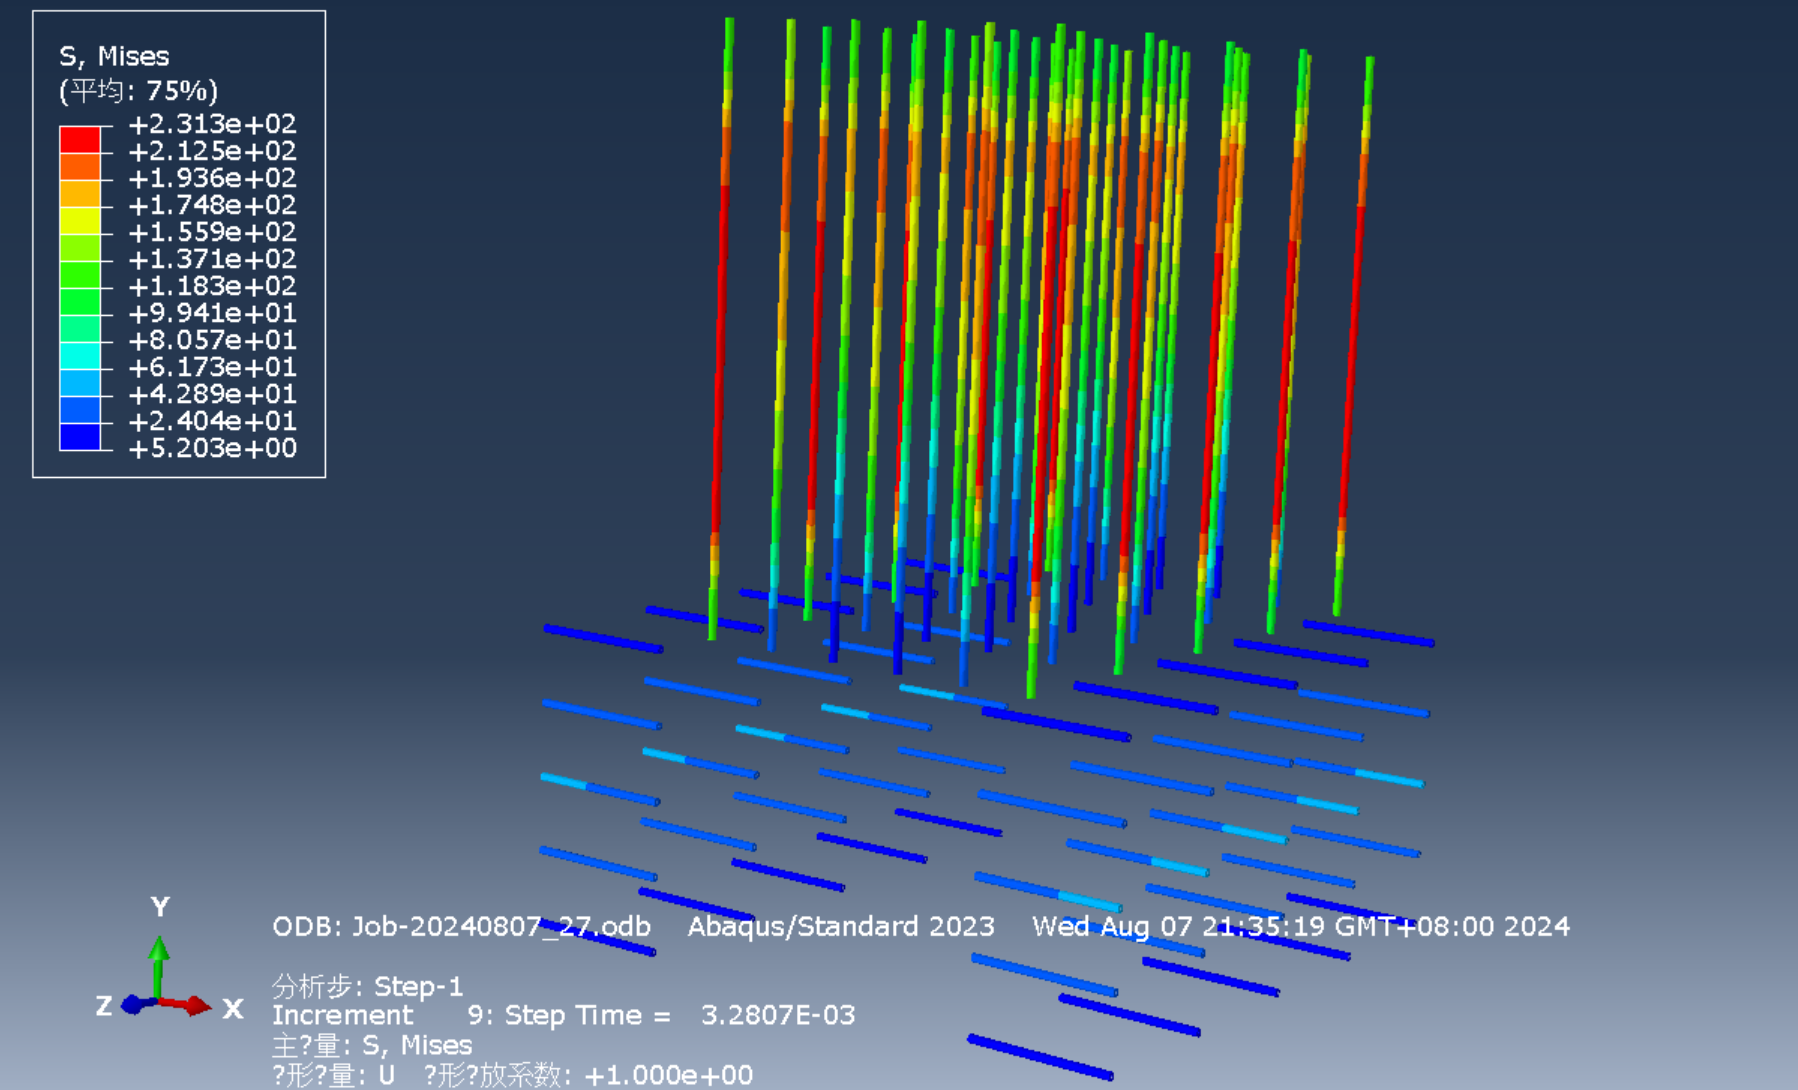 S, Mises
(平均: 75%)
+2.313e+02
+2.125e+02
+1.936e+02
+1.748e+02
+1.559e+02
+1.371e+02
+1.183e+02
+9.941e+01
+8.057e+01
+6.173e+01
+4.289e+01
+2.404e+01
+5.203e+00
Y
Z X
ODB: Job-20240807_27.odb Abaqus/Standard 2023 Wed Aug 07 21:35:19 GMT+08:00 2024
分析步: Step-1
Increment 9: Step Time = 3.2807E-03
主?量: S, Mises
?形?量: U ?形?放系数: +1.000e+00